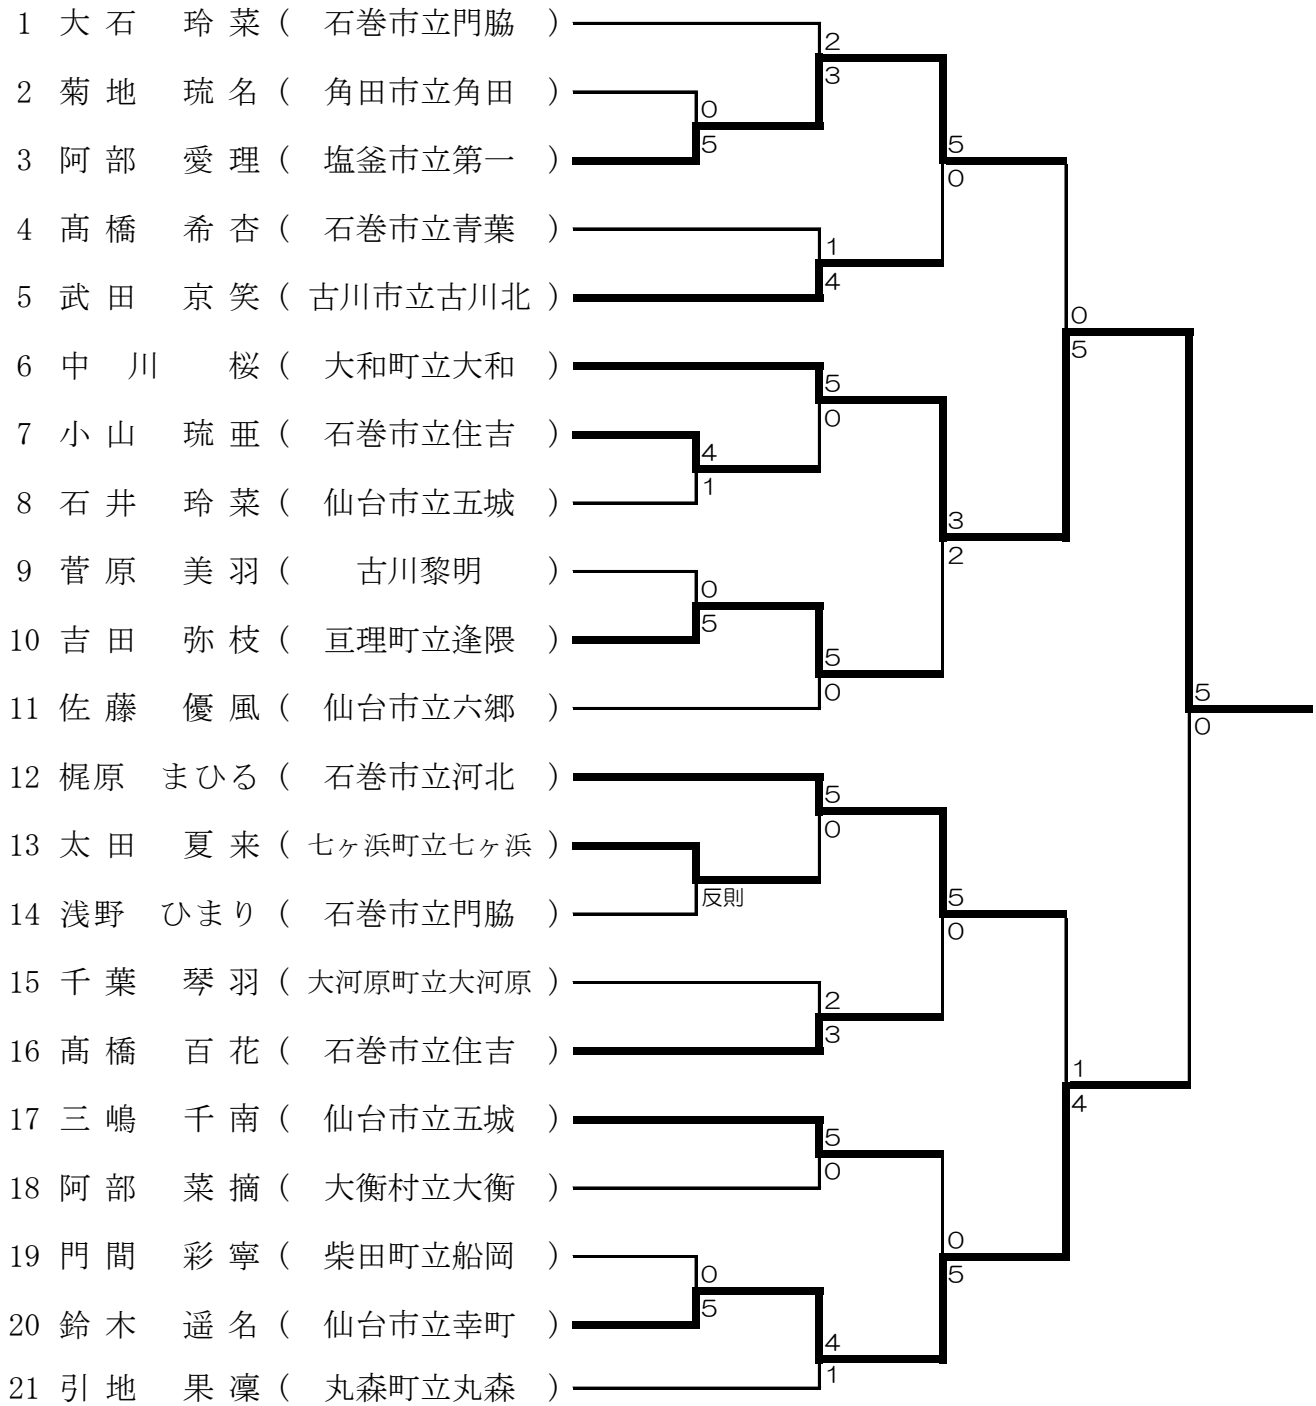 1 大石 玲菜 ( 石巻市立門脇 )
2
3
2 菊地 琉名 ( 角田市立角田 )
0
5
3 阿部 愛理 ( 塩釜市立第一 )
5
0
4 髙橋 希杏 ( 石巻市立青葉 )
1
4
5 武田 京笑 ( 古川市立古川北 )
0
5
6 中川 桜 ( 大和町立大和 )
5
0
7 小山 琉亜 ( 石巻市立住吉 )
4
1
8 石井 玲菜 ( 仙台市立五城 )
3
2
9 菅原 美羽 ( 古川黎明 )
0
5
10 吉田 弥枝 ( 亘理町立逢隈 )
5
0
11 佐藤 優風 ( 仙台市立六郷 )
5
0
12 梶原 まひる ( 石巻市立河北 )
5
0
13 太田 夏来 ( 七ヶ浜町立七ヶ浜 )
反則
14 浅野 ひまり ( 石巻市立門脇 )
5
0
15 千葉 琴羽 ( 大河原町立大河原 )
2
3
16 髙橋 百花 ( 石巻市立住吉 )
1
4
17 三嶋 千南 ( 仙台市立五城 )
5
0
18 阿部 菜摘 ( 大衡村立大衡 )
0
5
19 門間 彩寧 ( 柴田町立船岡 )
0
5
20 鈴木 遥名 ( 仙台市立幸町 )
4
1
21 引地 果凜 ( 丸森町立丸森 )